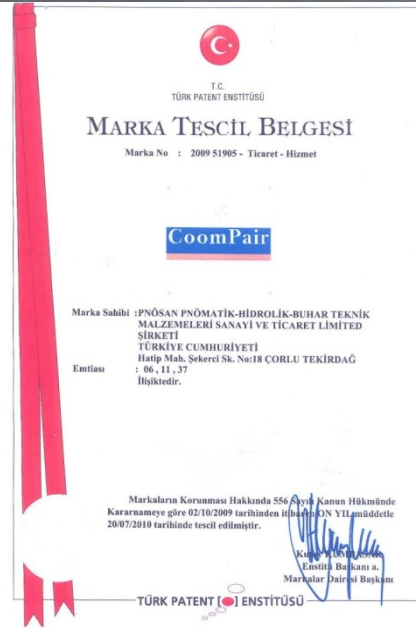 T.C.
TÜRK PATENT ENSTİTÜSÜ
MARKA TESCİL BELGESİ
Marka No : 2009 51905 - Ticaret - Hizmet
CoomPair
Marka Sahibi :PNÖSAN PNÖMATİK-HİDROLİK-BUHAR TEKNİK
MALZEMELERİ SANAYİ VE TİCARET LİMİTED
ŞİRKETİ
TÜRKİYE CUMHURİYETİ
Hatip Mah. Şekerci Sk. No:18 ÇORLU TEKİRDAĞ
Emtiası : 06 , 11 , 37
İlişiktedir.
Markaların Korunması Hakkında 556 Sayılı Kanun Hükmünde
Kararnameye göre 02/10/2009 tarihinden itibaren ON YIL müddetle
20/07/2010 tarihinde tescil edilmiştir.
Enstitü Başkanı a.
Markalar Dairesi Başkanı
TÜRK PATENT [ ] ENSTİTÜSÜ